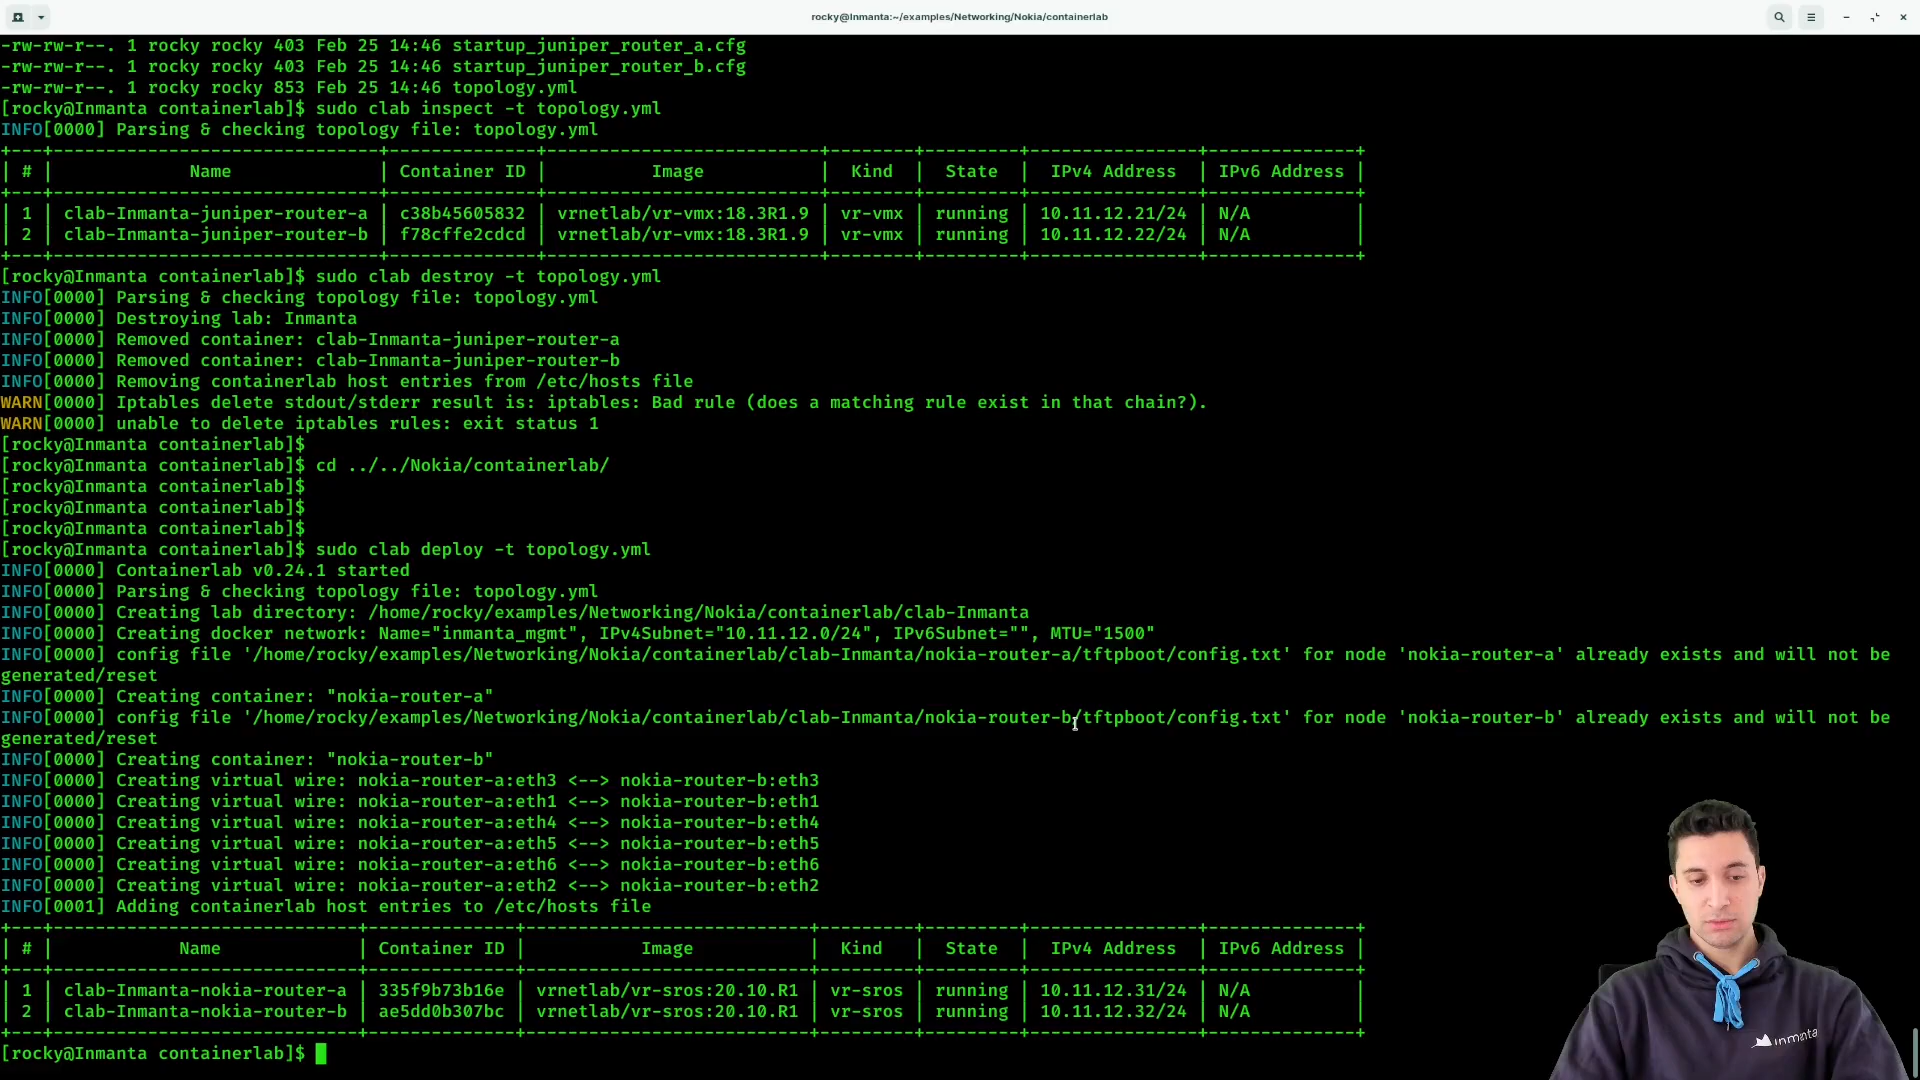 rocky@Inmanta:~/examples/Networking/Nokia/containerlab
-rw-rw-r--. 1 rocky rocky 403 Feb 25 14:46 startup_juniper_router_a.cfg
-rw-rw-r--. 1 rocky rocky 403 Feb 25 14:46 startup_juniper_router_b.cfg
-rw-rw-r--. 1 rocky rocky 853 Feb 25 14:46 topology.yml
[rocky@Inmanta containerlab]$ sudo clab inspect -t topology.yml
INFO[0000] Parsing & checking topology file: topology.yml
+---+-------------------------------+--------------+--------------------------+--------+---------+----------------+--------------+
| # | Name | Container ID | Image | Kind | State | IPv4 Address | IPv6 Address |
+---+-------------------------------+--------------+--------------------------+--------+---------+----------------+--------------+
| 1 | clab-Inmanta-juniper-router-a | c38b45605832 | vrnetlab/vr-vmx:18.3R1.9 | vr-vmx | running | 10.11.12.21/24 | N/A |
| 2 | clab-Inmanta-juniper-router-b | f78cffe2cdcd | vrnetlab/vr-vmx:18.3R1.9 | vr-vmx | running | 10.11.12.22/24 | N/A |
+---+-------------------------------+--------------+--------------------------+--------+---------+----------------+--------------+
[rocky@Inmanta containerlab]$ sudo clab destroy -t topology.yml
INFO[0000] Parsing & checking topology file: topology.yml
INFO[0000] Destroying lab: Inmanta
INFO[0000] Removed container: clab-Inmanta-juniper-router-a
INFO[0000] Removed container: clab-Inmanta-juniper-router-b
INFO[0000] Removing containerlab host entries from /etc/hosts file
WARN[0000] Iptables delete stdout/stderr result is: iptables: Bad rule (does a matching rule exist in that chain?).
WARN[0000] unable to delete iptables rules: exit status 1
[rocky@Inmanta containerlab]$
[rocky@Inmanta containerlab]$ cd ../../Nokia/containerlab/
[rocky@Inmanta containerlab]$
[rocky@Inmanta containerlab]$
[rocky@Inmanta containerlab]$
[rocky@Inmanta containerlab]$ sudo clab deploy -t topology.yml
INFO[0000] Containerlab v0.24.1 started
INFO[0000] Parsing & checking topology file: topology.yml
INFO[0000] Creating lab directory: /home/rocky/examples/Networking/Nokia/containerlab/clab-Inmanta
INFO[0000] Creating docker network: Name="inmanta_mgmt", IPv4Subnet="10.11.12.0/24", IPv6Subnet="", MTU="1500"
INFO[0000] config file '/home/rocky/examples/Networking/Nokia/containerlab/clab-Inmanta/nokia-router-a/tftpboot/config.txt' for node 'nokia-router-a' already exists and will not be
generated/reset
INFO[0000] Creating container: "nokia-router-a"
INFO[0000] config file '/home/rocky/examples/Networking/Nokia/containerlab/clab-Inmanta/nokia-router-b/tftpboot/config.txt' for node 'nokia-router-b' already exists and will not be
generated/reset
INFO[0000] Creating container: "nokia-router-b"
INFO[0000] Creating virtual wire: nokia-router-a:eth3 <--> nokia-router-b:eth3
INFO[0000] Creating virtual wire: nokia-router-a:eth1 <--> nokia-router-b:eth1
INFO[0000] Creating virtual wire: nokia-router-a:eth4 <--> nokia-router-b:eth4
INFO[0000] Creating virtual wire: nokia-router-a:eth5 <--> nokia-router-b:eth5
INFO[0000] Creating virtual wire: nokia-router-a:eth6 <--> nokia-router-b:eth6
INFO[0000] Creating virtual wire: nokia-router-a:eth2 <--> nokia-router-b:eth2
INFO[0001] Adding containerlab host entries to /etc/hosts file
+---+-----------------------------+--------------+---------------------------+---------+---------+----------------+--------------+
| # | Name | Container ID | Image | Kind | State | IPv4 Address | IPv6 Address |
+---+-----------------------------+--------------+---------------------------+---------+---------+----------------+--------------+
| 1 | clab-Inmanta-nokia-router-a | 335f9b73b16e | vrnetlab/vr-sros:20.10.R1 | vr-sros | running | 10.11.12.31/24 | N/A |
| 2 | clab-Inmanta-nokia-router-b | ae5dd0b307bc | vrnetlab/vr-sros:20.10.R1 | vr-sros | running | 10.11.12.32/24 | N/A |
+---+-----------------------------+--------------+---------------------------+---------+---------+----------------+--------------+
[rocky@Inmanta containerlab]$
inmanta